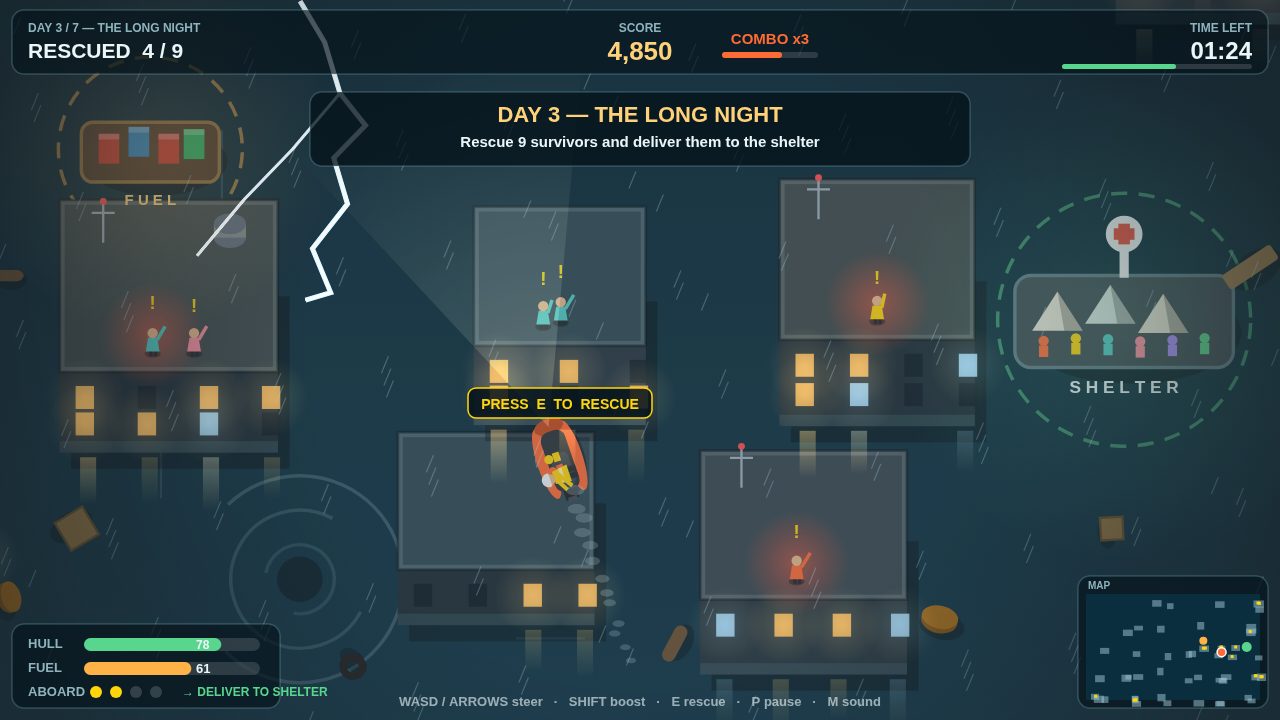 DAY 3 / 7 — THE LONG NIGHT
RESCUED 4 / 9
SCORE
4,850
COMBO x3
TIME LEFT
01:24
DAY 3 — THE LONG NIGHT
Rescue 9 survivors and deliver them to the shelter
FUEL
! !
! !
!
SHELTER
PRESS E TO RESCUE
!
HULL 78
FUEL 61
ABOARD → DELIVER TO SHELTER
WASD / ARROWS steer · SHIFT boost · E rescue · P pause · M sound
MAP